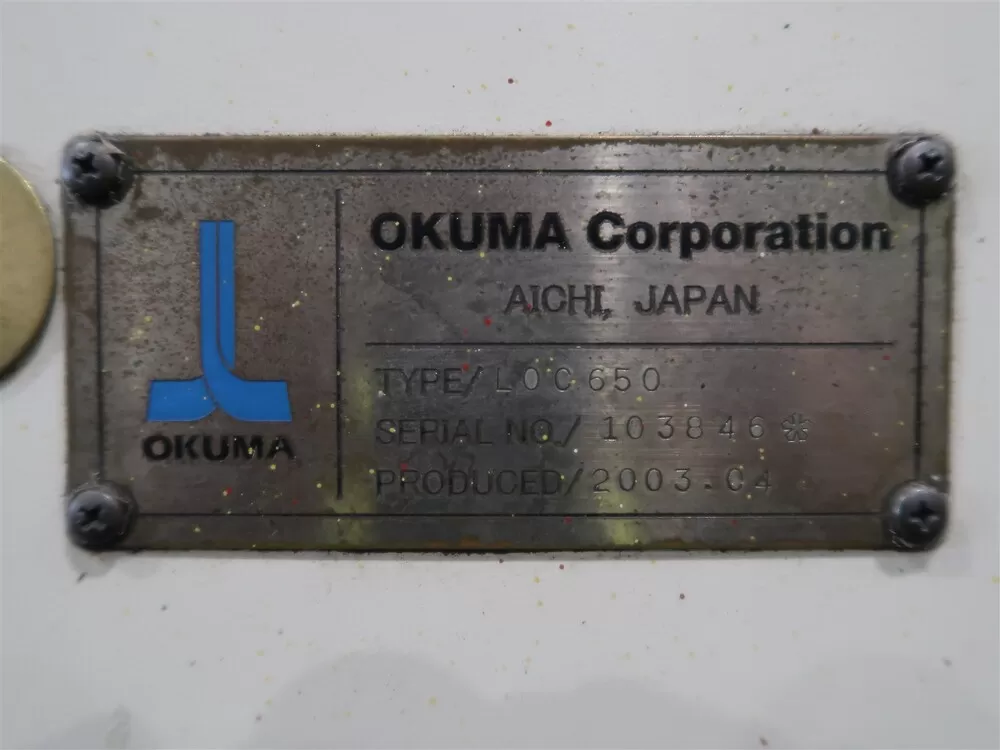 OKUMA
OKUMA Corporation
AICHI, JAPAN
TYPE/LOC650
SERIAL NO./103846*
PRODUCED/2003.04